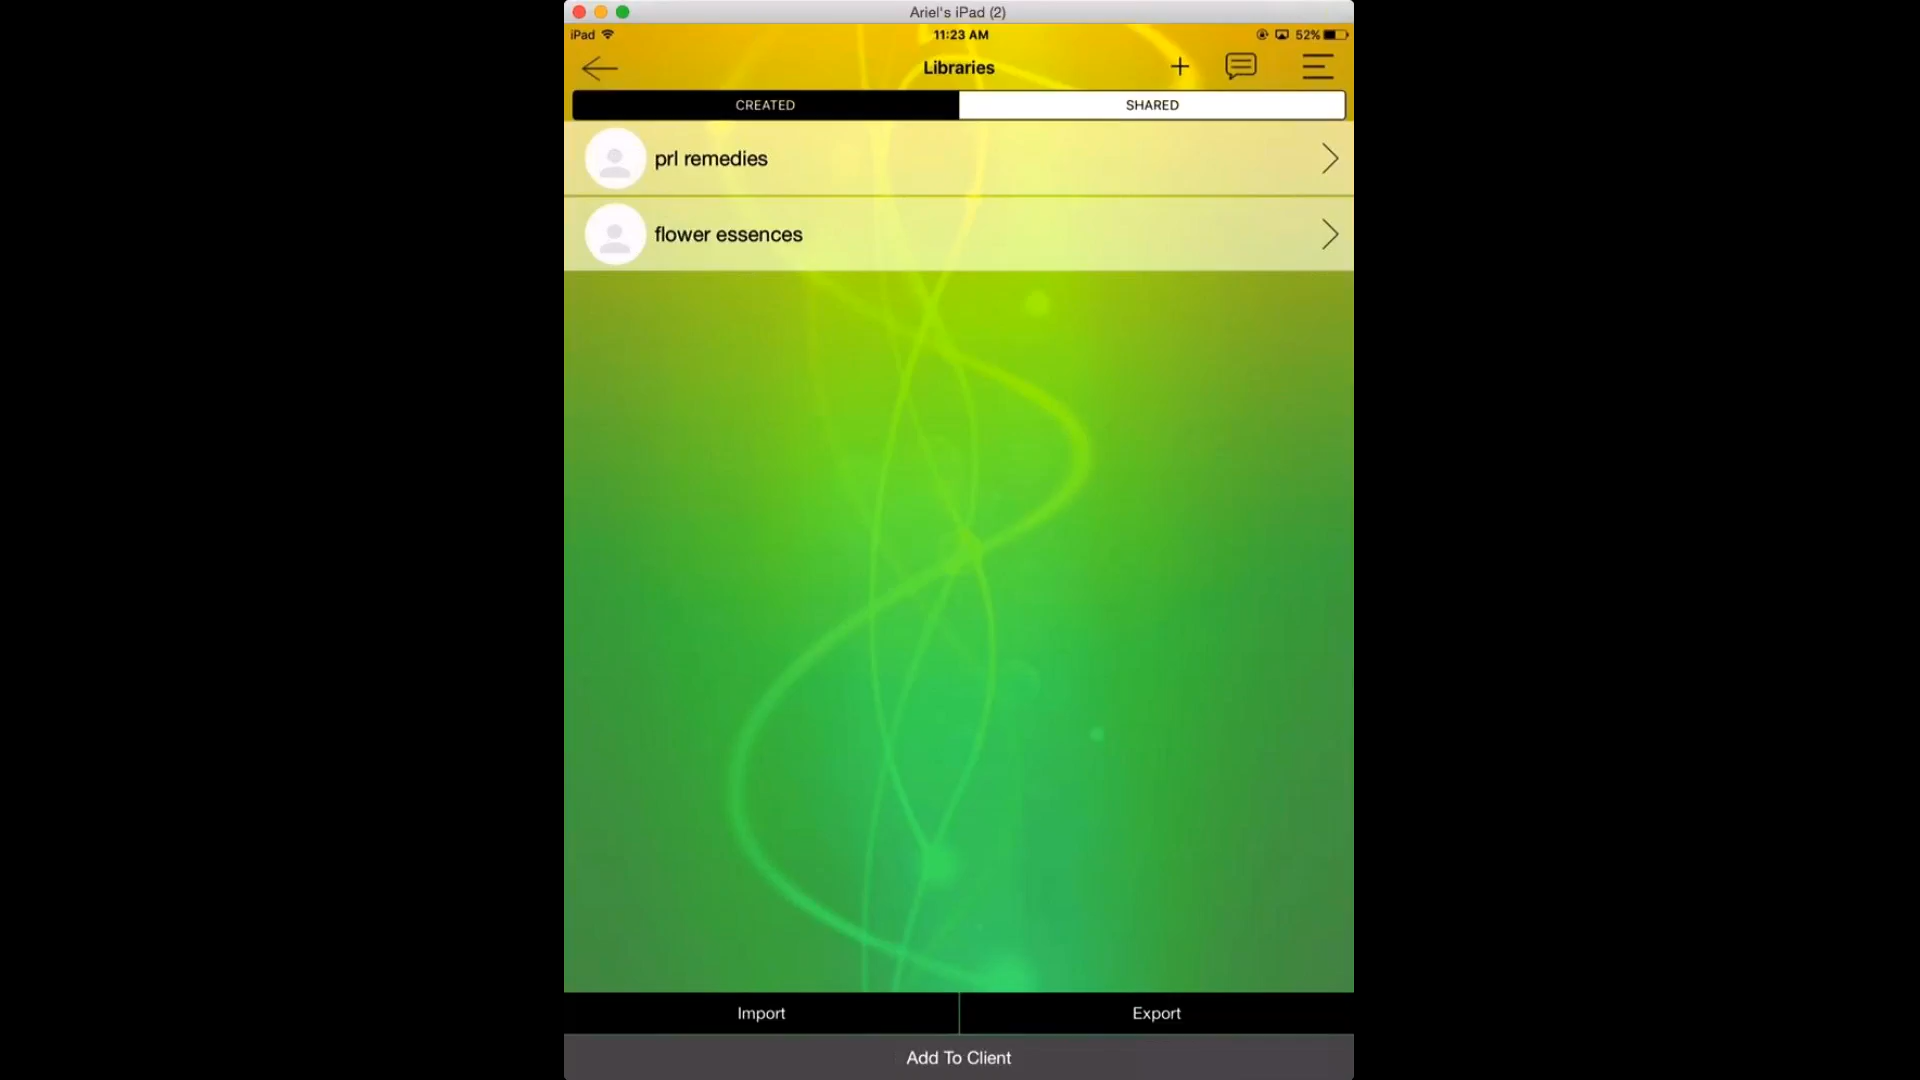 Ariel's iPad (2)
iPad 11:23 AM 52%
Libraries
CREATED SHARED
prl remedies
flower essences
Import Export
Add To Client